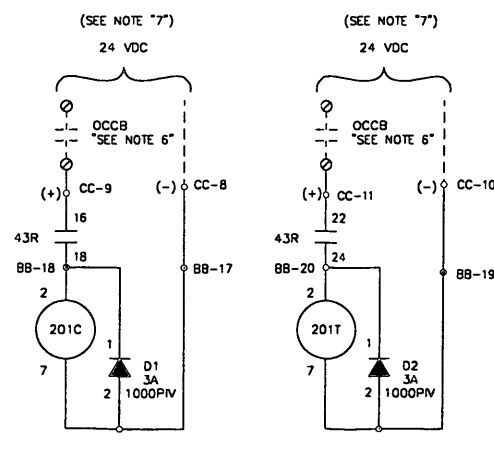 (SEE NOTE "7")
24 VDC
OCCB
"SEE NOTE 6"
(+) CC-9
(-) CC-8
16
43R
18
BB-18
BB-17
2
201C
7
1
D1
3A
2
1000PIV
(SEE NOTE "7")
24 VDC
OCCB
"SEE NOTE 6"
(+) CC-11
(-) CC-10
22
43R
24
BB-20
BB-19
2
201T
7
1
D2
3A
2
1000PIV